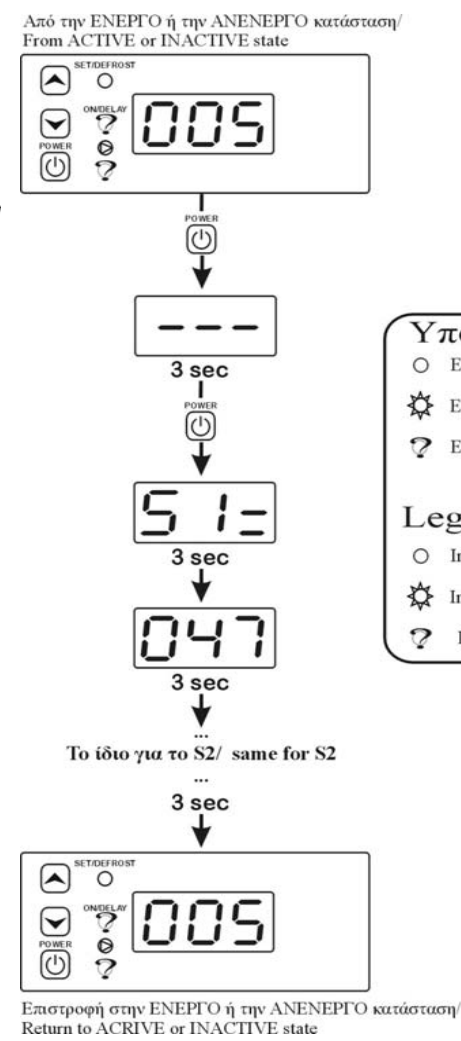 Από την ΕΝΕΡΓΟ ή την ΑΝΕΝΕΡΓΟ κατάσταση/
From ACTIVE or INACTIVE state
SET/DEFROST
ON/DELAY
005
POWER
POWER
---
3 sec
POWER
S1=
3 sec
047
3 sec
...
Το ίδιο για το S2/ same for S2
...
3 sec
SET/DEFROST
ON/DELAY
005
POWER
Επιστροφή στην ΕΝΕΡΓΟ ή την ΑΝΕΝΕΡΓΟ κατάσταση/
Return to ACRIVE or INACTIVE state